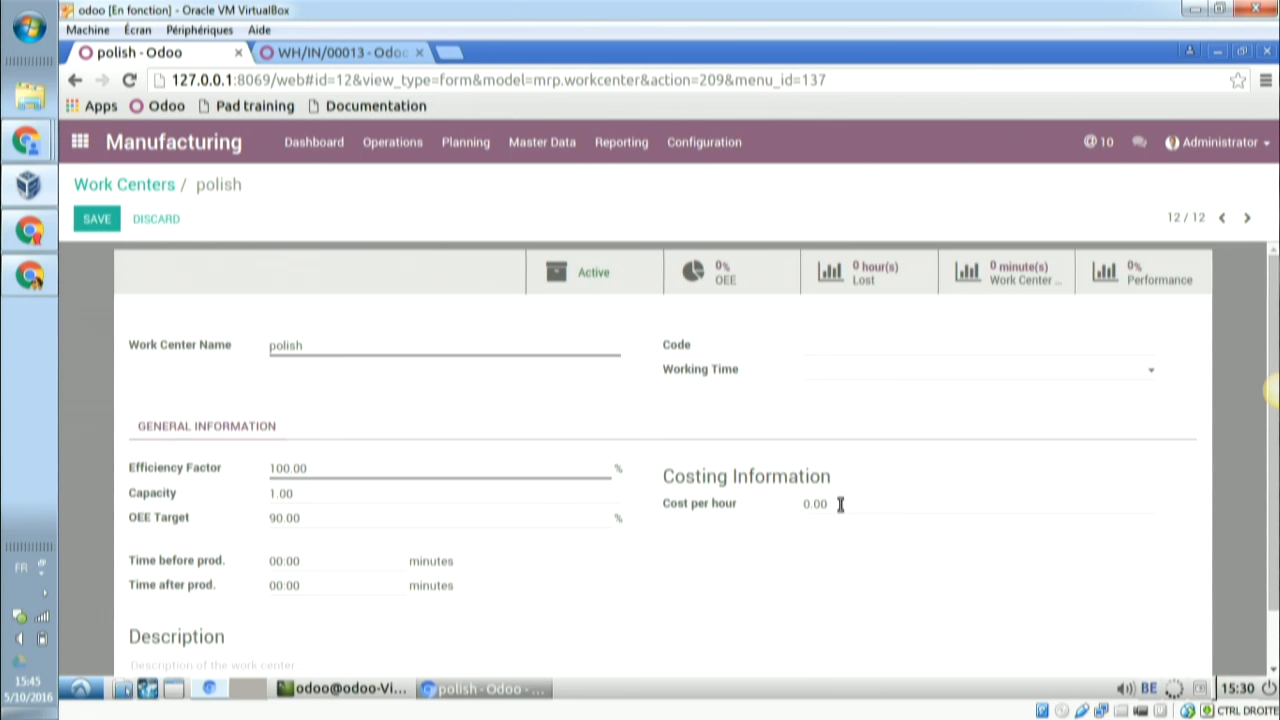 odoo [En fonction] - Oracle VM VirtualBox
Machine Écran Périphériques Aide
polish - Odoo × WH/IN/00013 - Odoo ×
127.0.0.1:8069/web#id=12&view_type=form&model=mrp.workcenter&action=209&menu_id=137
Apps Odoo Pad training Documentation
Manufacturing Dashboard Operations Planning Master Data Reporting Configuration @ 10 Administrator
Work Centers / polish
SAVE DISCARD 12 / 12
Active
0% OEE
0 hour(s) Lost
0 minute(s) Work Center ...
0% Performance
Work Center Name polish
Code
Working Time
GENERAL INFORMATION
Efficiency Factor 100.00 %
Capacity 1.00
OEE Target 90.00 %
Costing Information
Cost per hour 0.00
Time before prod. 00:00 minutes
Time after prod. 00:00 minutes
Description
Description of the work center
FR
15:45
5/10/2016
odoo@odoo-Vi... polish - Odoo - ... BE 15:30
CTRL DROITE